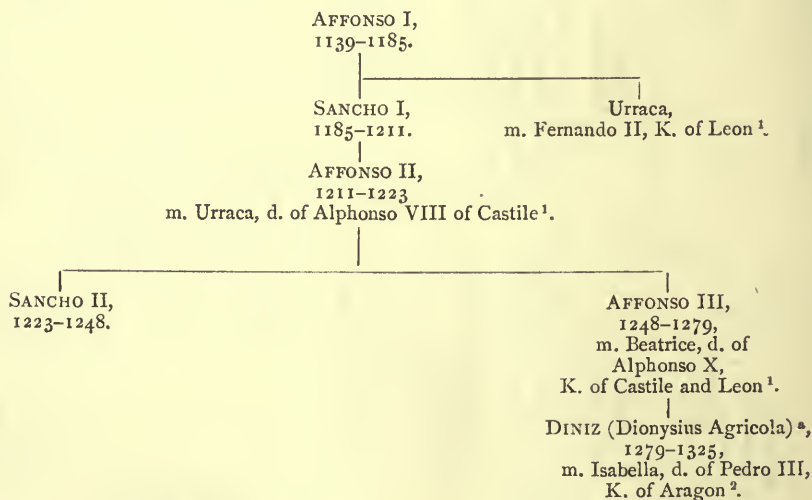 AFFONSO I,
1139–1185.
SANCHO I,
1185–1211.
Urraca,
m. Fernando II, K. of Leon ¹.
AFFONSO II,
1211–1223
m. Urraca, d. of Alphonso VIII of Castile ¹.
SANCHO II,
1223–1248.
AFFONSO III,
1248–1279,
m. Beatrice, d. of
Alphonso X,
K. of Castile and Leon ¹.
DINIZ (Dionysius Agricola) ª,
1279–1325,
m. Isabella, d. of Pedro III,
K. of Aragon ².